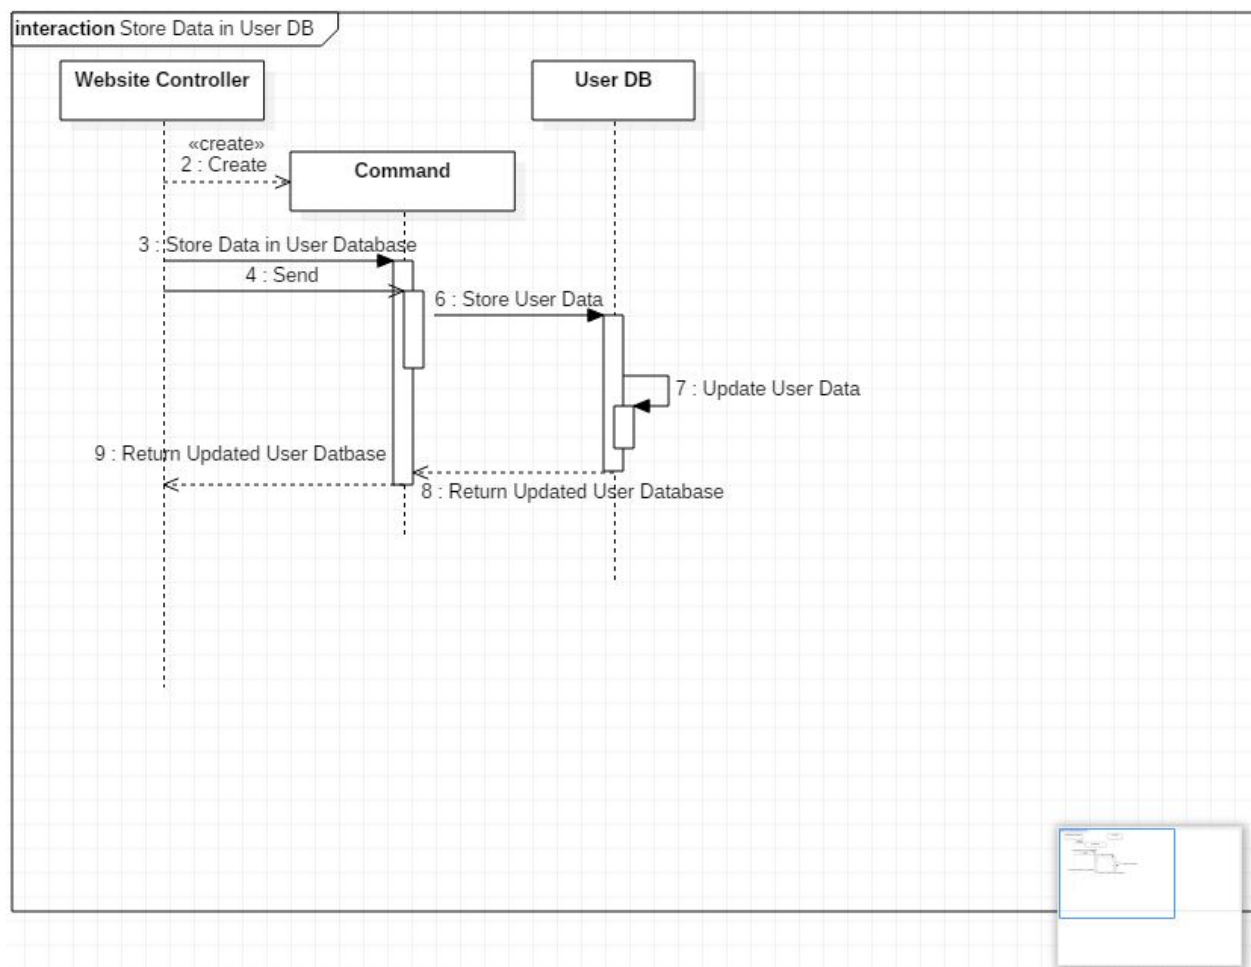 interaction Store Data in User DB
Website Controller
User DB
«create»
2 : Create
Command
3 : Store Data in User Database
4 : Send
6 : Store User Data
7 : Update User Data
9 : Return Updated User Datbase
8 : Return Updated User Database